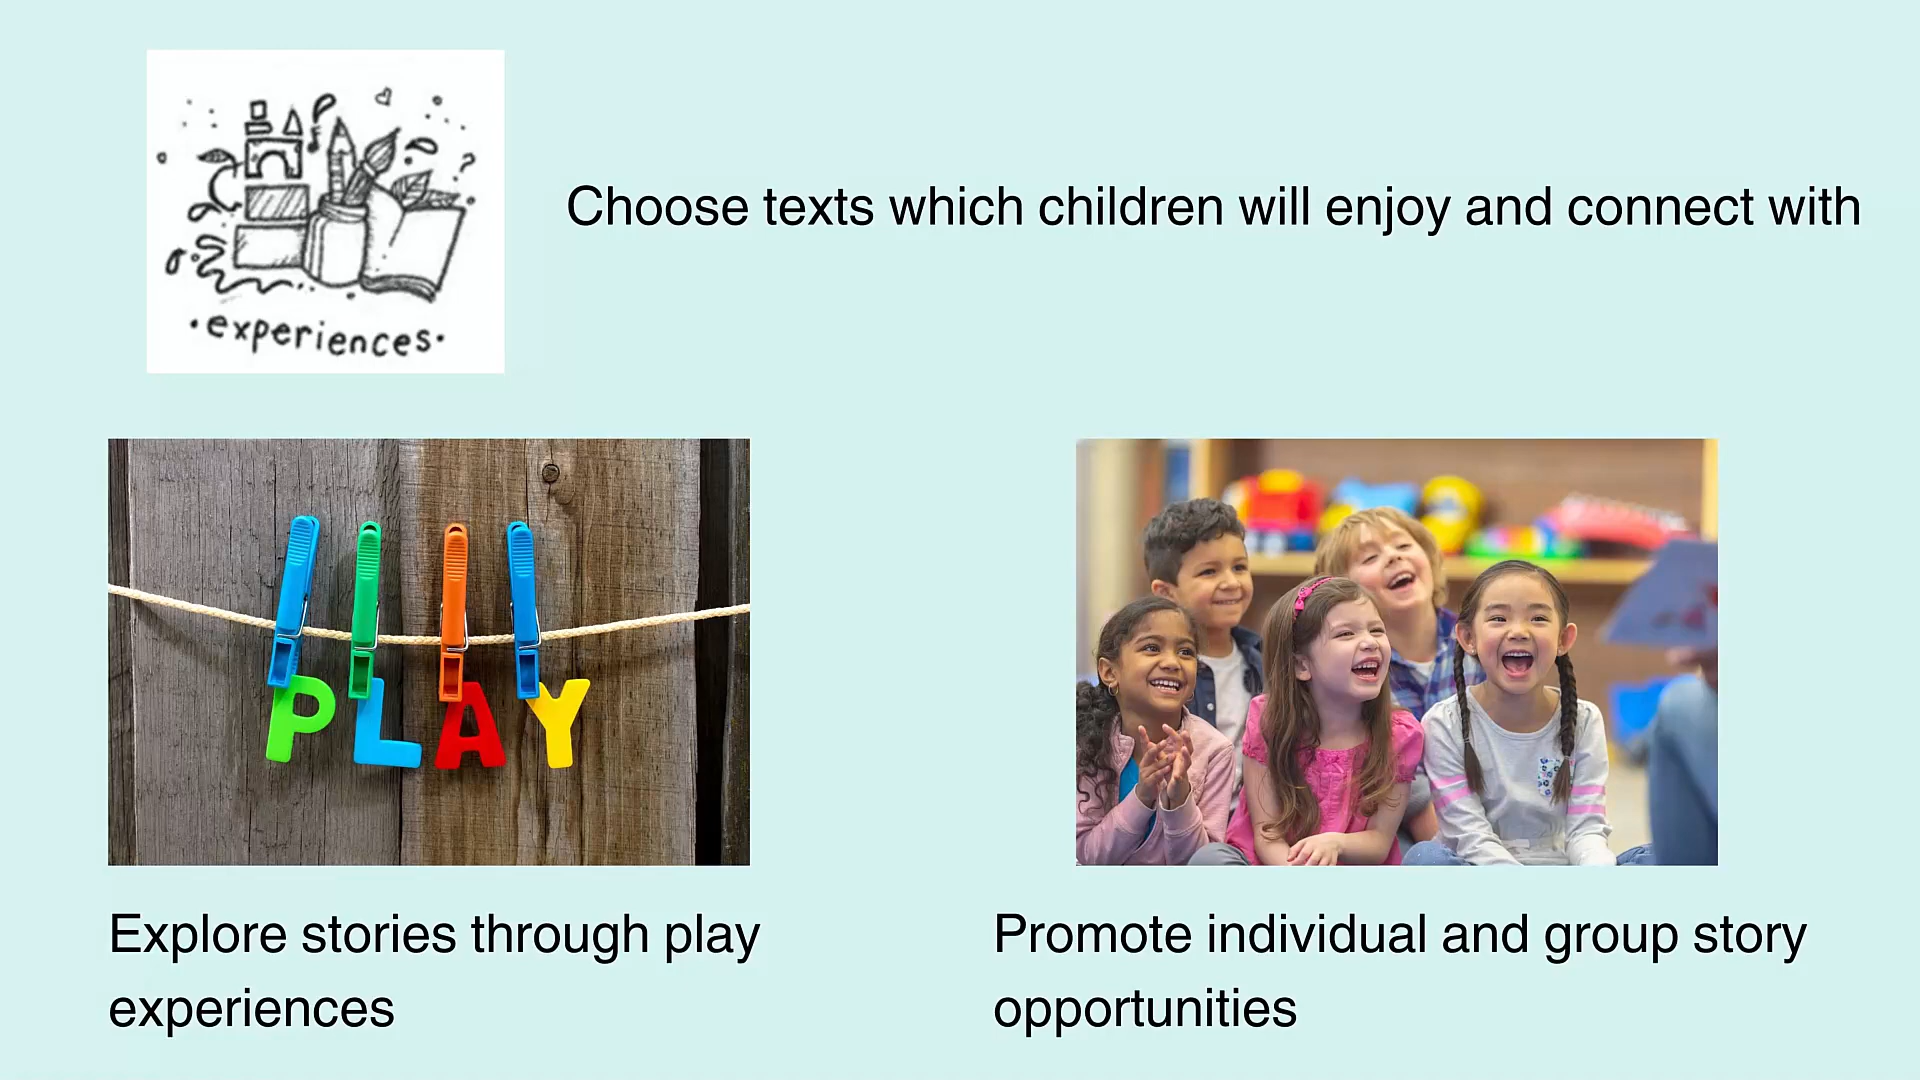 •experiences•
Choose texts which children will enjoy and connect with
PLAY
Explore stories through play
experiences
Promote individual and group story
opportunities